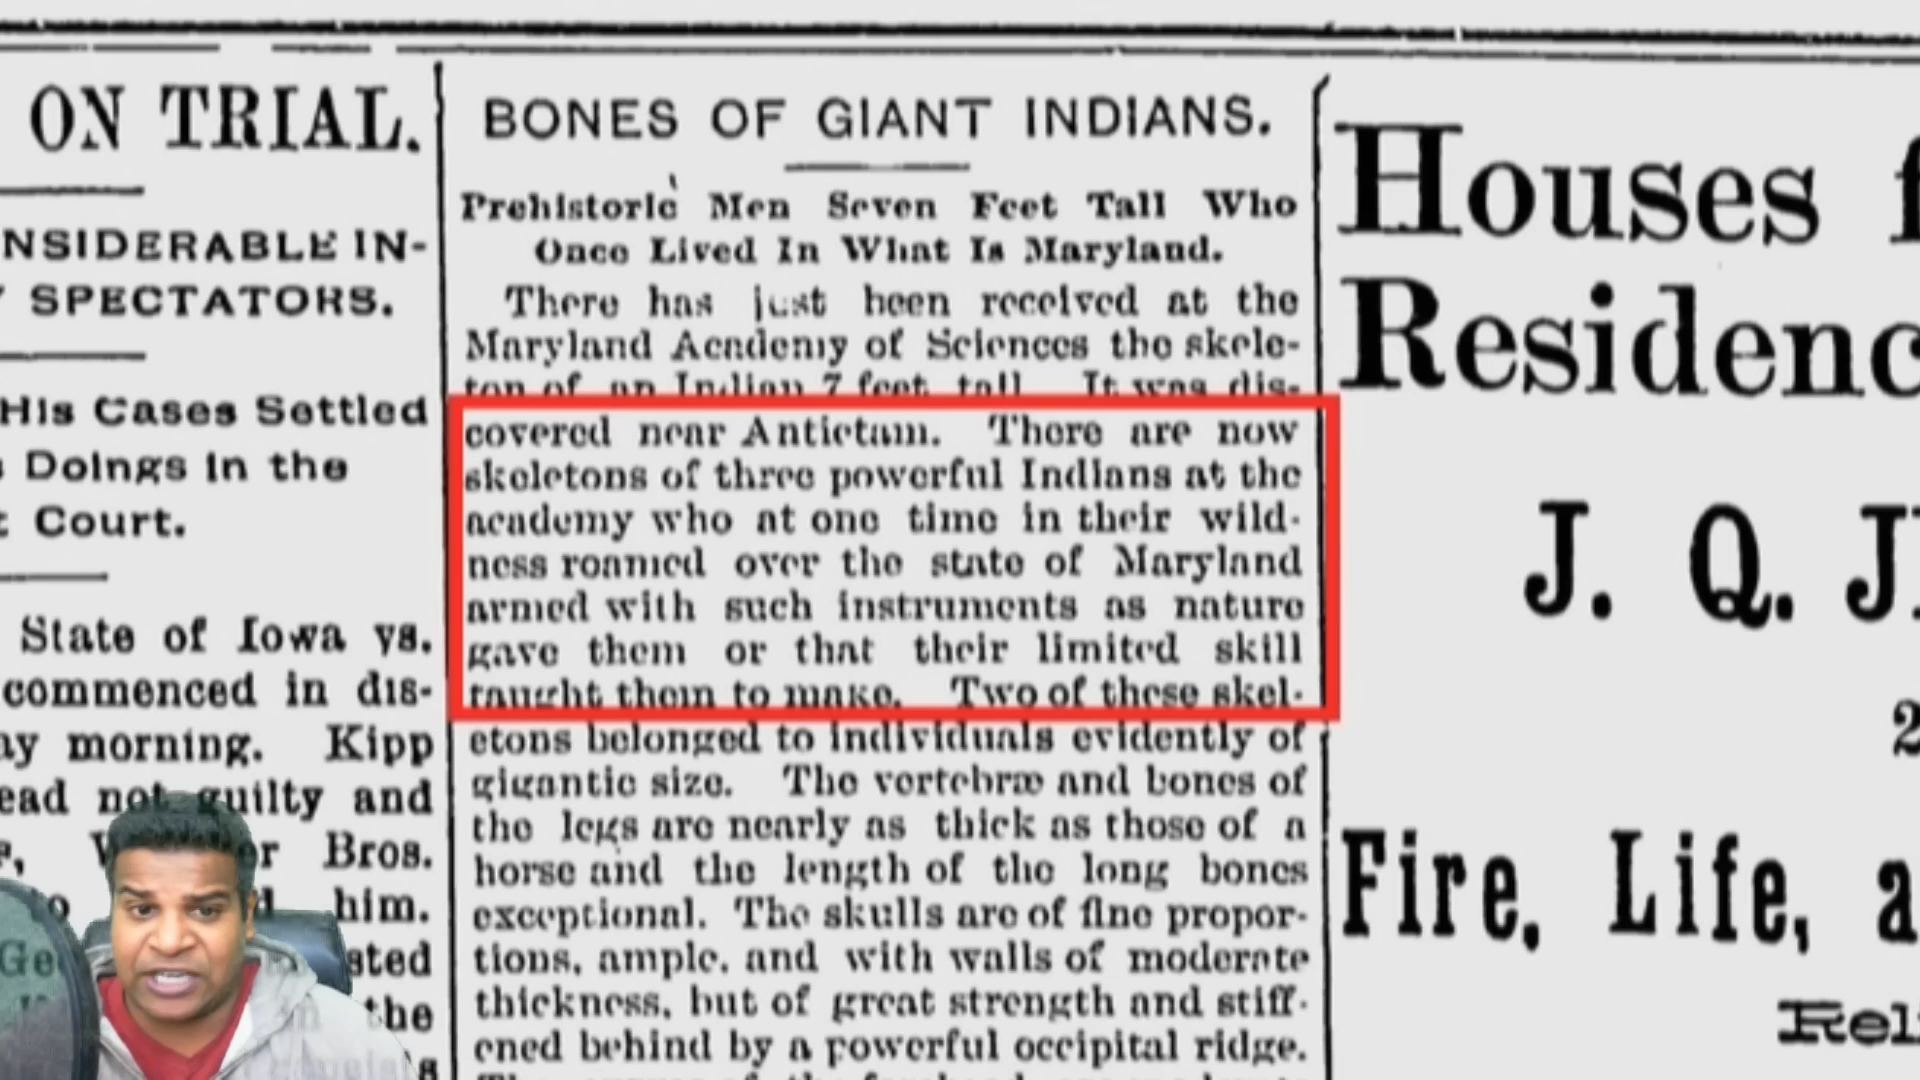 ON TRIAL.
NSIDERABLE IN-
SPECTATORS.
His Cases Settled
Doings in the
Court.
State of Iowa vs.
commenced in dis-
ay morning. Kipp
ead not guilty and
Bros.
him.
sted
the
BONES OF GIANT INDIANS.
Prehistoric Men Seven Feet Tall Who
Once Lived In What Is Maryland.
There has just been received at the
Maryland Academy of Sciences the skele-
ton of an Indian 7 feet tall. It was dis-
covered near Antietam. There are now
skeletons of three powerful Indians at the
academy who at one time in their wild-
ness roamed over the state of Maryland
armed with such instruments as nature
gave them or that their limited skill
taught them to make. Two of these skel-
etons belonged to individuals evidently of
gigantic size. The vertebræ and bones of
the legs are nearly as thick as those of a
horse and the length of the long bones
exceptional. The skulls are of fine propor-
tions, ample, and with walls of moderate
thickness, but of great strength and stiff-
ened behind by a powerful occipital ridge.
Houses f
Residenc
J. Q. J
2
Fire, Life, a
Reli